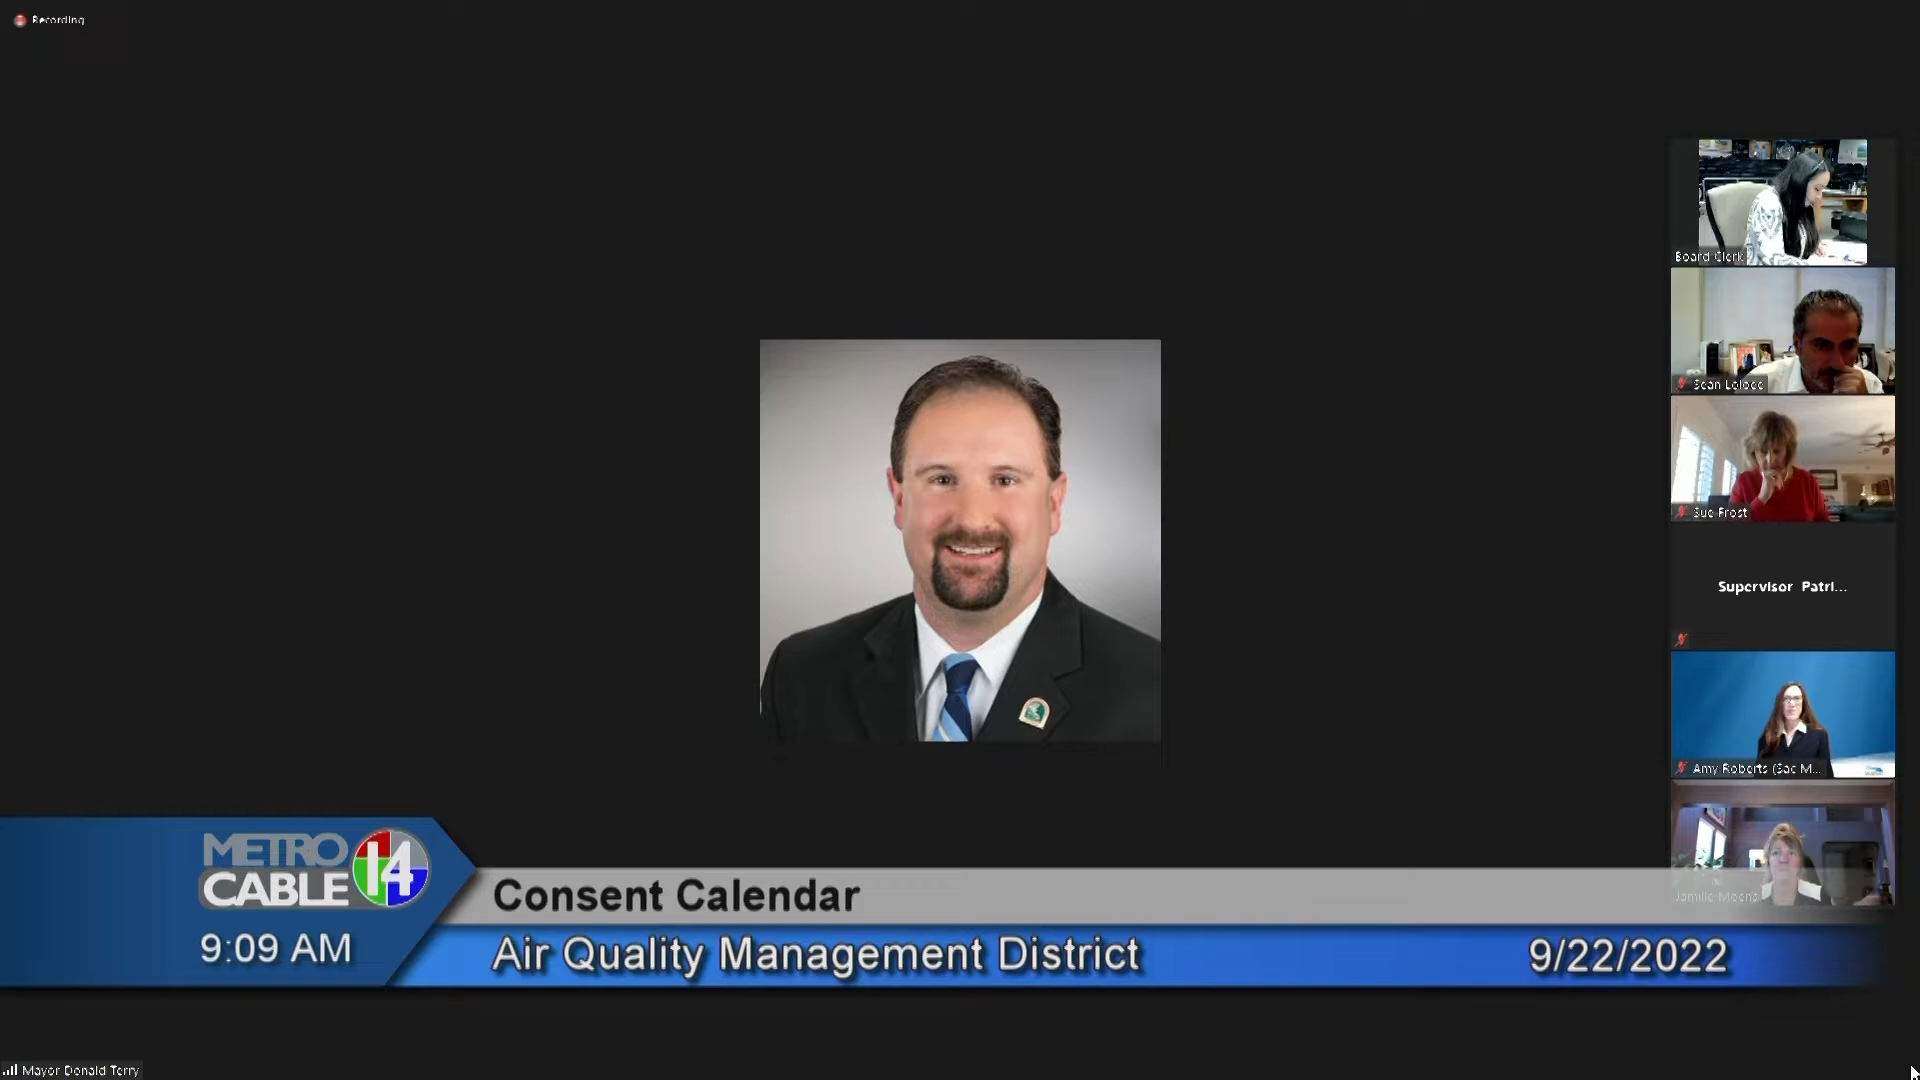 Recording
Board Clerk
Sean Loloee
Sue Frost
Supervisor Patri...
Amy Roberts (Sac M...
METRO
CABLE 14
Consent Calendar
9:09 AM
Air Quality Management District
9/22/2022
Mayor Donald Terry